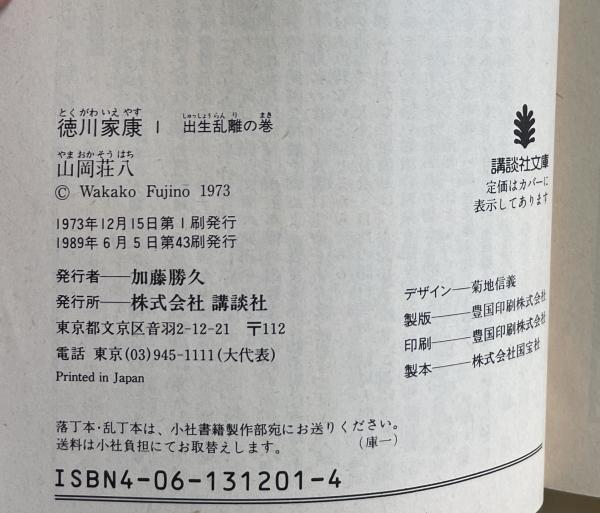 とくがわいえやす しゅっしょうらんり まき
徳川家康 1 出生乱離の巻
やまおかそうはち
山岡荘八
© Wakako Fujino 1973
1973年12月15日第1刷発行
1989年6月5日第43刷発行
発行者——加藤勝久
発行所——株式会社 講談社
東京都文京区音羽2-12-21 〒112
電話 東京(03)945-1111(大代表)
Printed in Japan
講談社文庫
定価はカバーに
表示してあります
デザイン——菊地信義
製版——豊国印刷株式会社
印刷——豊国印刷株式会社
製本——株式会社国宝社
落丁本・乱丁本は、小社書籍製作部宛にお送りください。
送料は小社負担にてお取替えします。 (庫一)
ISBN4-06-131201-4